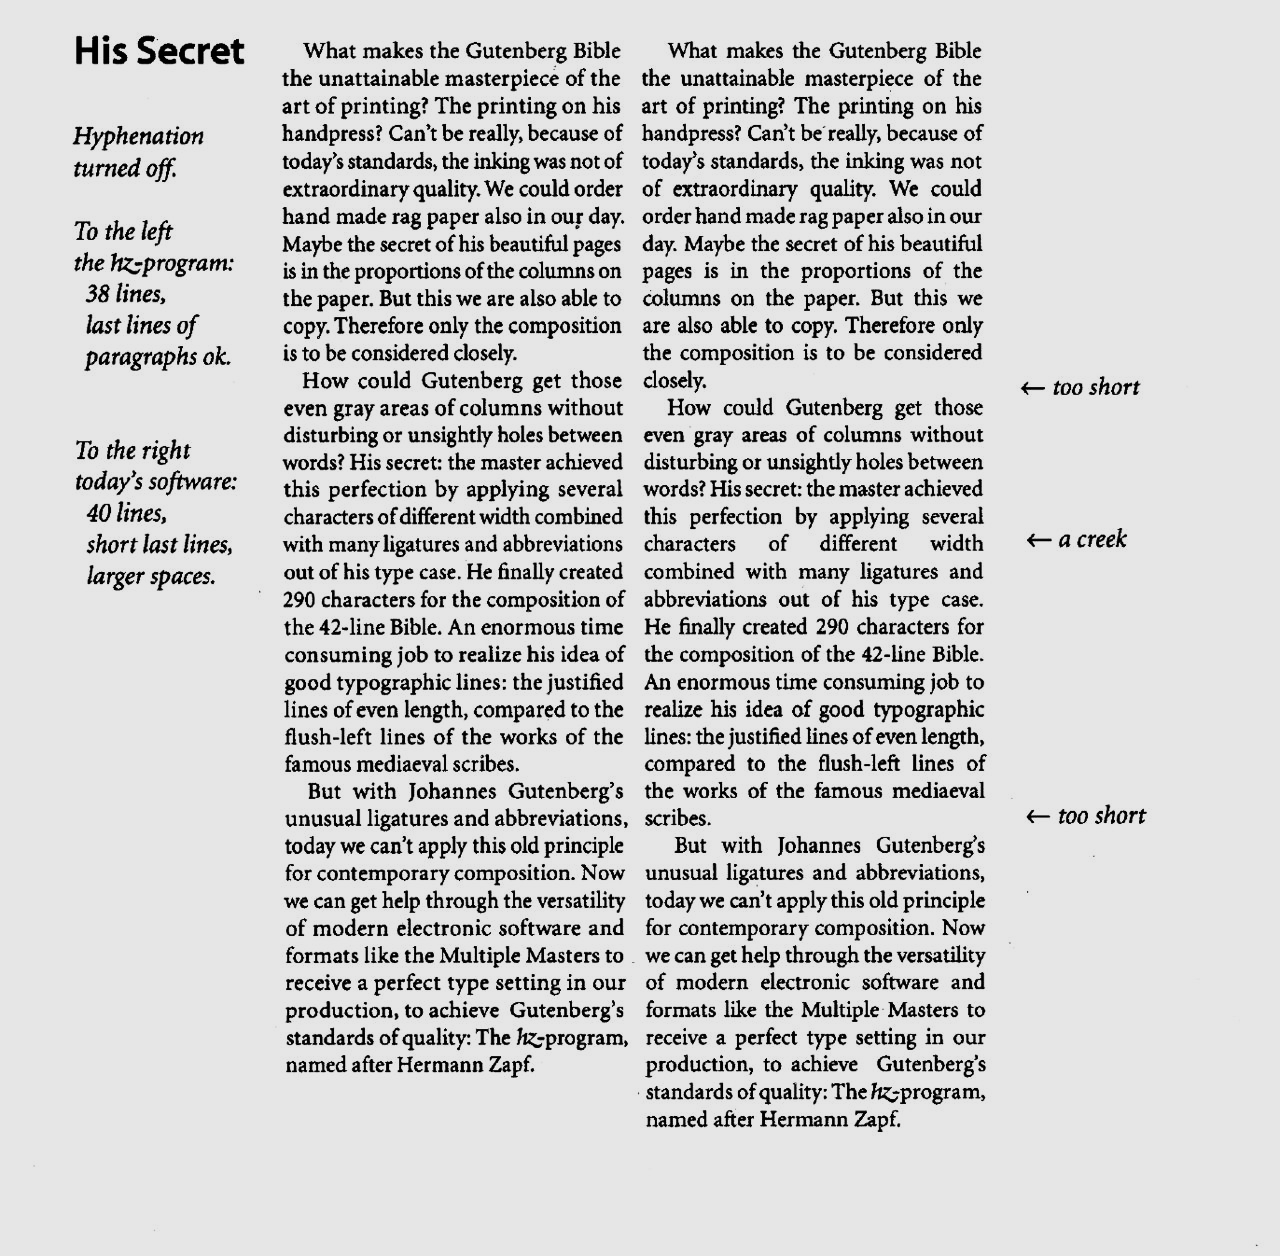 His Secret
Hyphenation
turned off.
To the left
the hz-program:
38 lines,
last lines of
paragraphs ok.
To the right
today's software:
40 lines,
short last lines,
larger spaces.
What makes the Gutenberg Bible
the unattainable masterpiece of the
art of printing? The printing on his
handpress? Can't be really, because of
today's standards, the inking was not of
extraordinary quality. We could order
hand made rag paper also in our day.
Maybe the secret of his beautiful pages
is in the proportions of the columns on
the paper. But this we are also able to
copy. Therefore only the composition
is to be considered closely.
How could Gutenberg get those
even gray areas of columns without
disturbing or unsightly holes between
words? His secret: the master achieved
this perfection by applying several
characters of different width combined
with many ligatures and abbreviations
out of his type case. He finally created
290 characters for the composition of
the 42-line Bible. An enormous time
consuming job to realize his idea of
good typographic lines: the justified
lines of even length, compared to the
flush-left lines of the works of the
famous mediaeval scribes.
But with Johannes Gutenberg's
unusual ligatures and abbreviations,
today we can't apply this old principle
for contemporary composition. Now
we can get help through the versatility
of modern electronic software and
formats like the Multiple Masters to
receive a perfect type setting in our
production, to achieve Gutenberg's
standards of quality: The hz-program,
named after Hermann Zapf.
What makes the Gutenberg Bible
the unattainable masterpiece of the
art of printing? The printing on his
handpress? Can't be really, because of
today's standards, the inking was not
of extraordinary quality. We could
order hand made rag paper also in our
day. Maybe the secret of his beautiful
pages is in the proportions of the
columns on the paper. But this we
are also able to copy. Therefore only
the composition is to be considered
closely.
How could Gutenberg get those
even gray areas of columns without
disturbing or unsightly holes between
words? His secret: the master achieved
this perfection by applying several
characters of different width
combined with many ligatures and
abbreviations out of his type case.
He finally created 290 characters for
the composition of the 42-line Bible.
An enormous time consuming job to
realize his idea of good typographic
lines: the justified lines of even length,
compared to the flush-left lines of
the works of the famous mediaeval
scribes.
But with Johannes Gutenberg's
unusual ligatures and abbreviations,
today we can't apply this old principle
for contemporary composition. Now
we can get help through the versatility
of modern electronic software and
formats like the Multiple Masters to
receive a perfect type setting in our
production, to achieve Gutenberg's
standards of quality: The hz-program,
named after Hermann Zapf.
← too short
← a creek
← too short